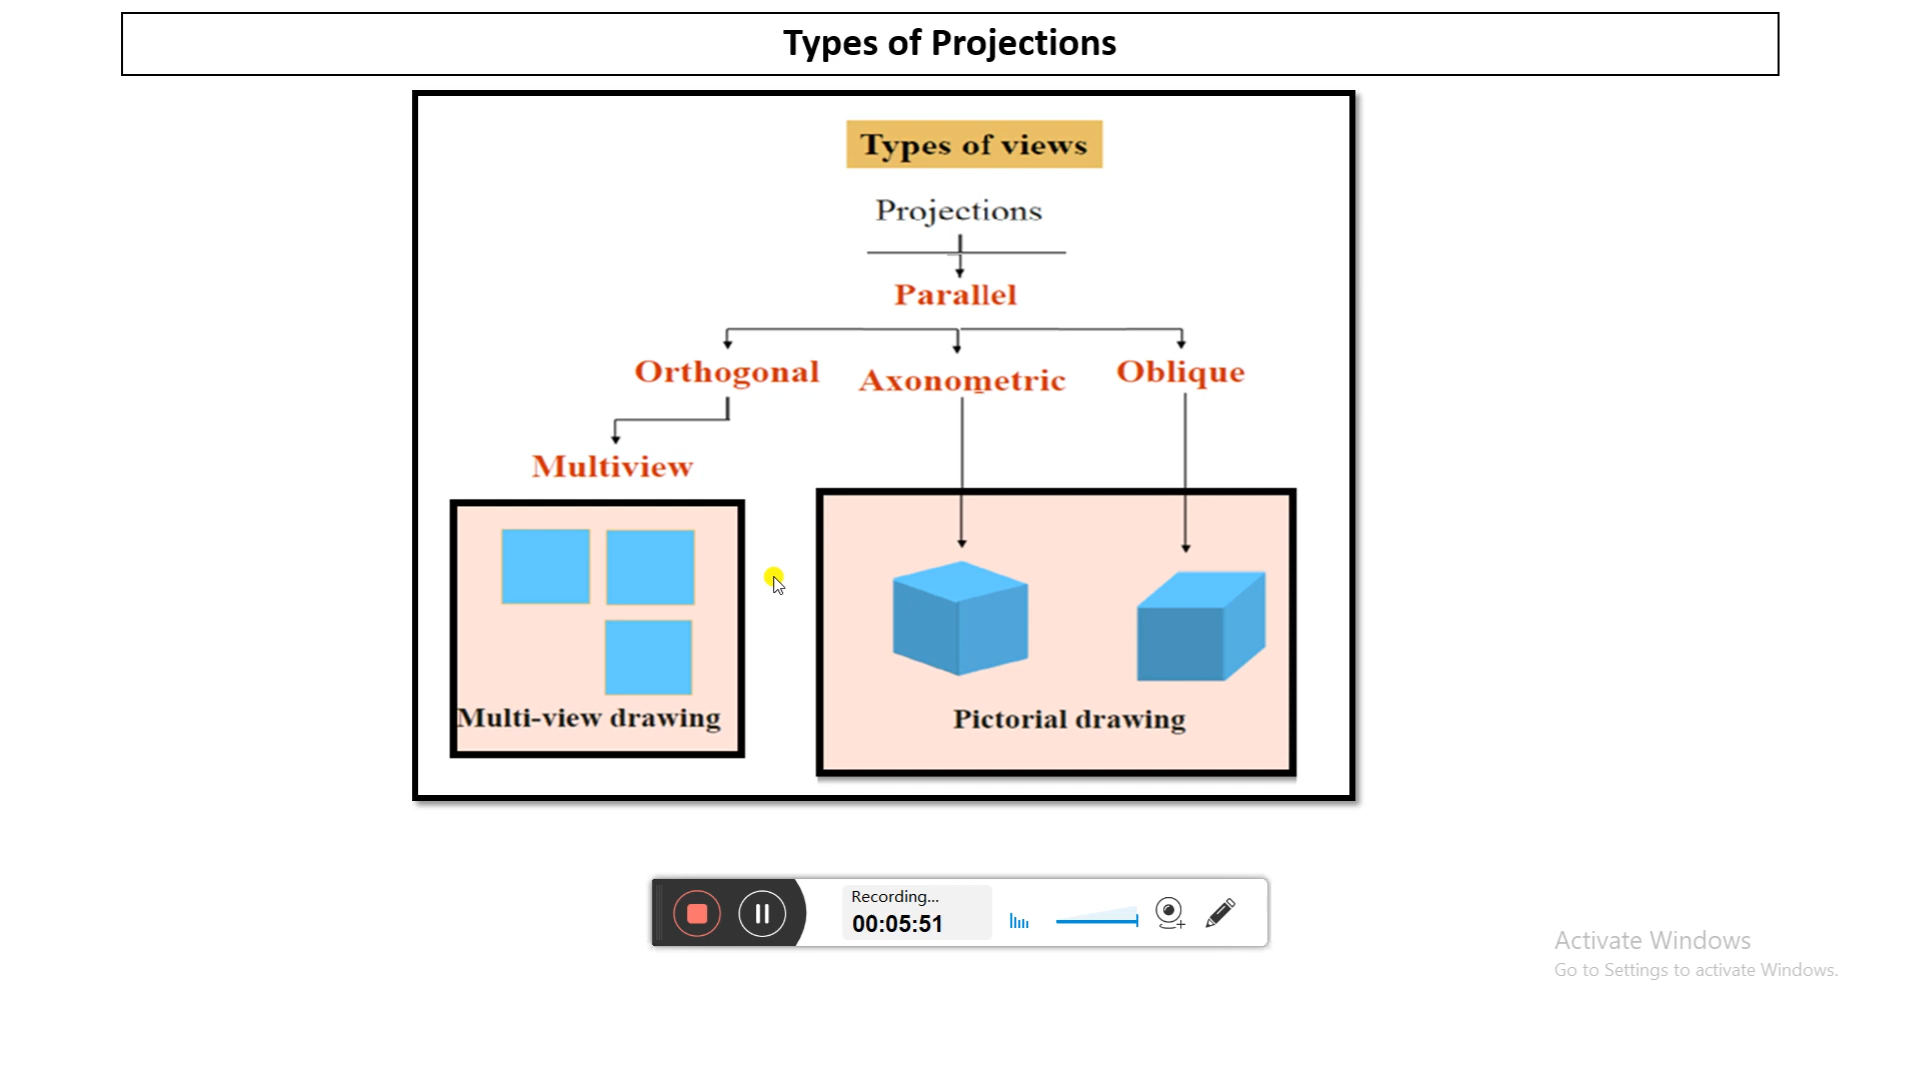 Types of Projections
Types of views
Projections
Parallel
Orthogonal
Axonometric
Oblique
Multiview
Multi-view drawing
Pictorial drawing
Recording...
00:05:51
Activate Windows
Go to Settings to activate Windows.